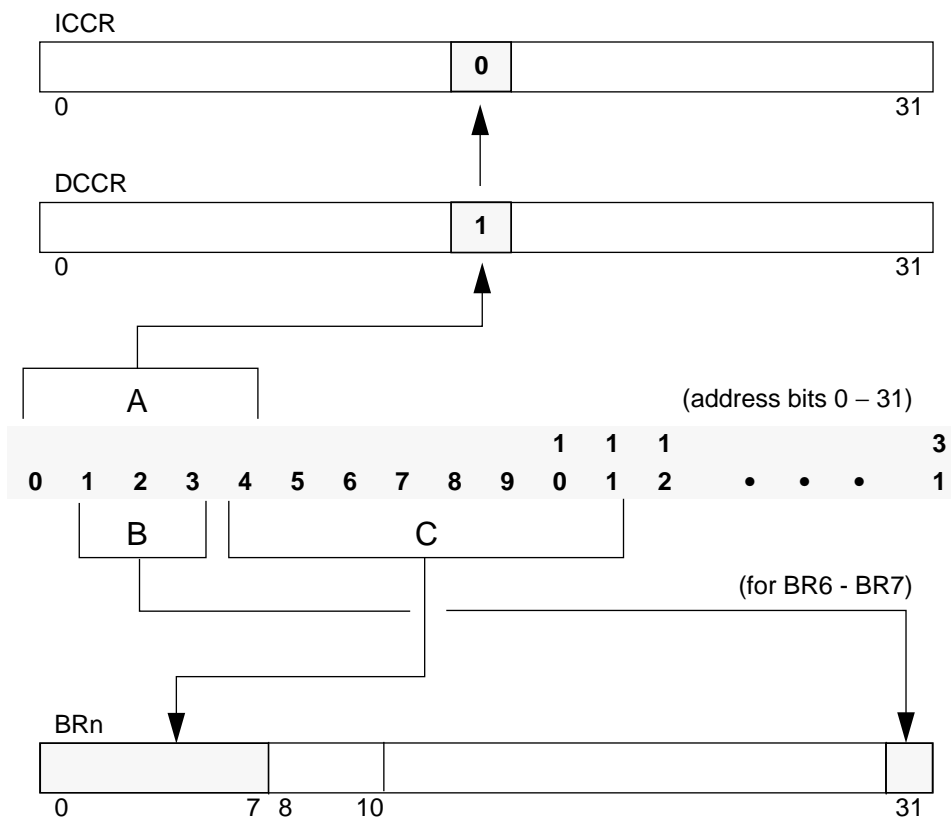 ICCR
0
0 31
DCCR
1
0 31
A
(address bits 0 – 31)
1 1 1 3
0 1 2 3 4 5 6 7 8 9 0 1 2 • • • 1
B C
(for BR6 - BR7)
BRn
0 7 8 10 31